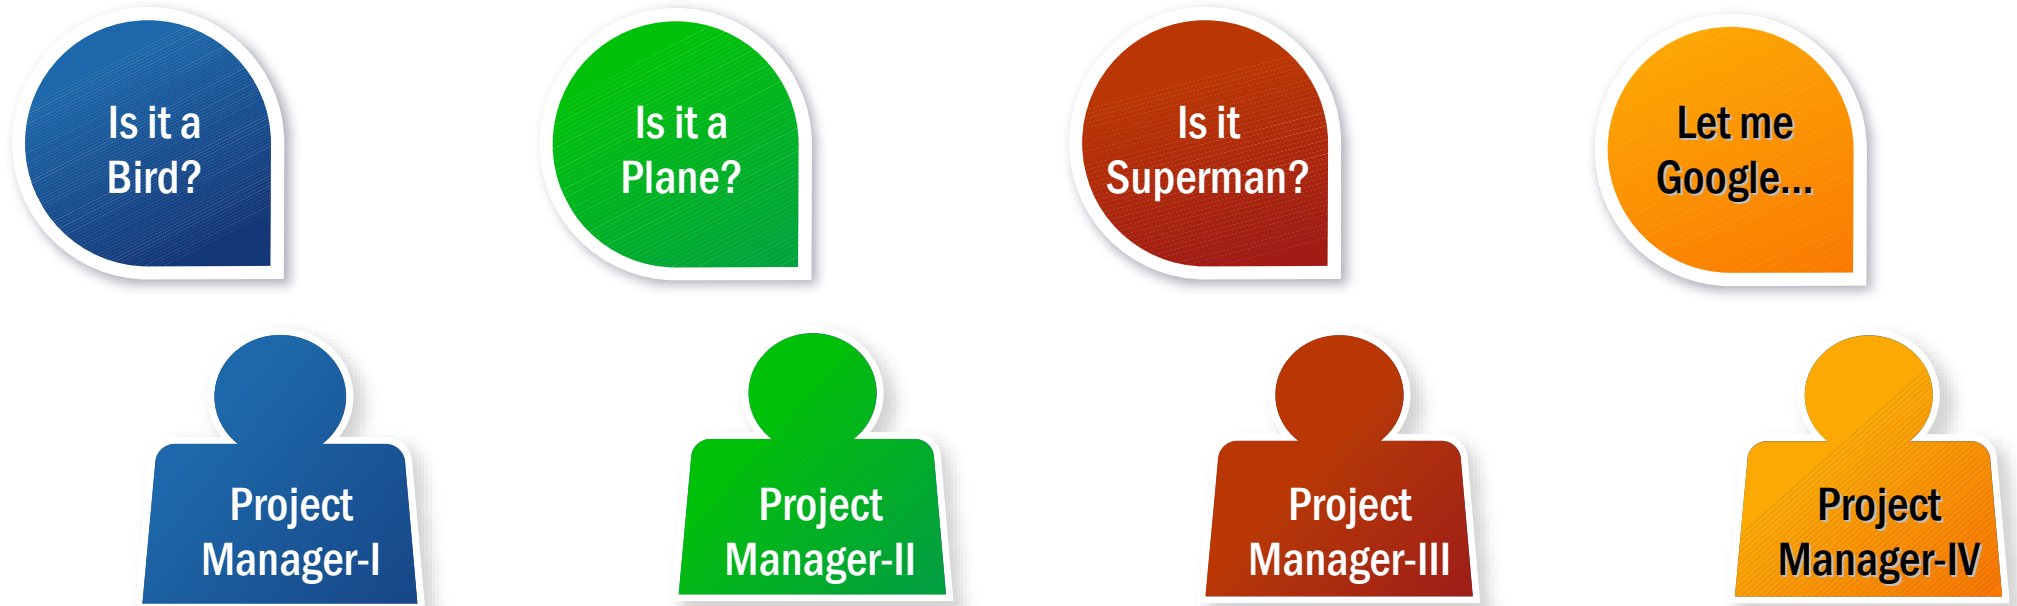 Is it a
Bird?
Is it a
Plane?
Is it
Superman?
Let me
Google...
Project
Manager-I
Project
Manager-II
Project
Manager-III
Project
Manager-IV